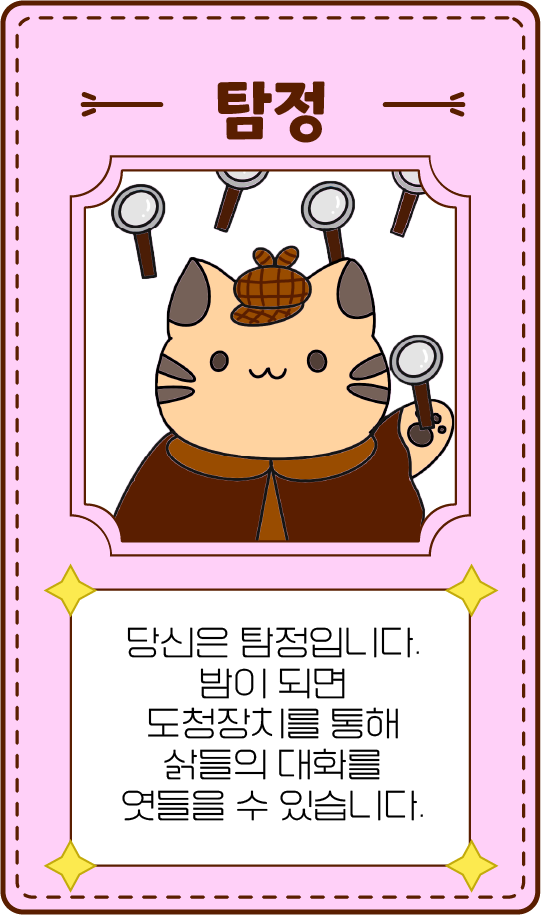 탐정
당신은 탐정입니다.
밤이 되면
도청장치를 통해
삵들의 대화를
엿들을 수 있습니다.